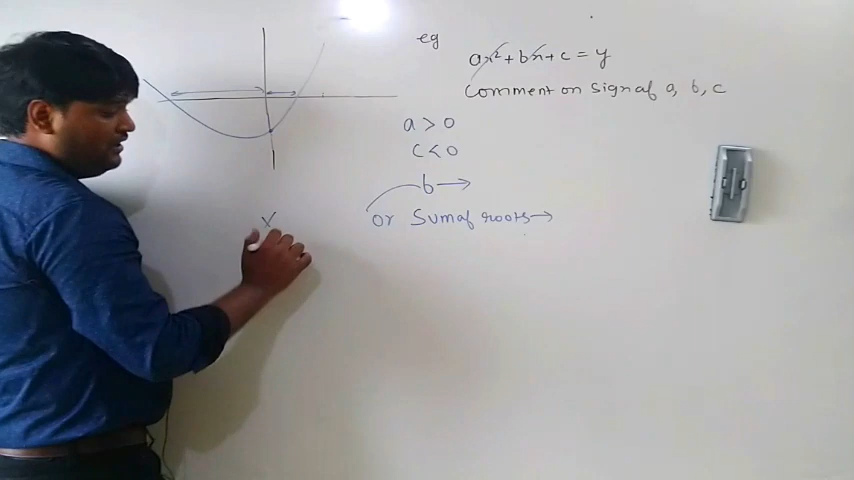 eg
ax²+bx+c=y
Comment on sign of a, b, c
a > 0
c < 0
b →
or Sum of roots →